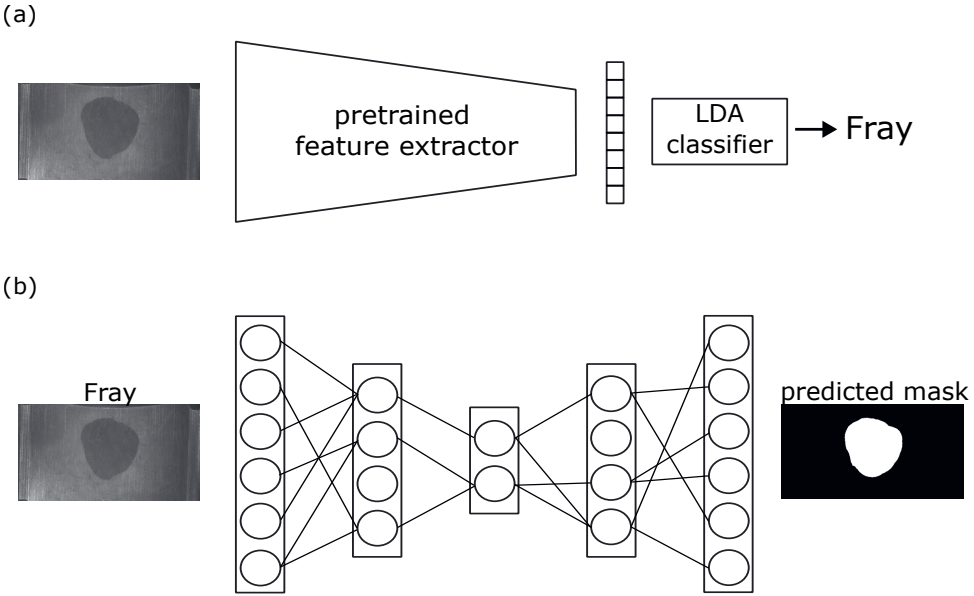 (a)
pretrained
feature extractor
LDA
classifier
Fray
(b)
Fray
predicted mask